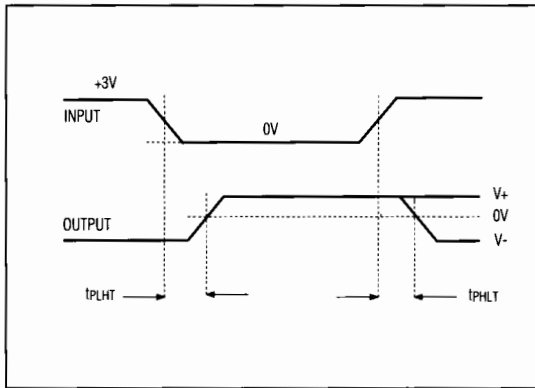 +3V
INPUT
0V
V+
0V
OUTPUT
V-
tPLHT
tPHLT